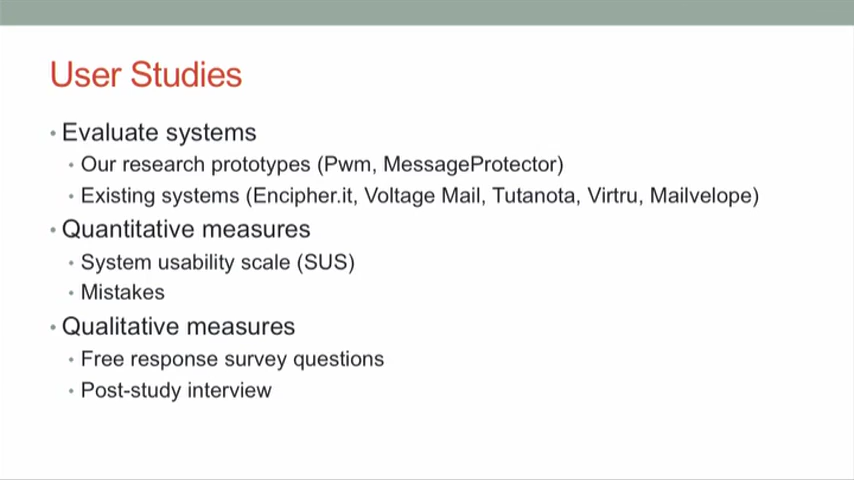 User Studies
• Evaluate systems
• Our research prototypes (Pwm, MessageProtector)
• Existing systems (Encipher.it, Voltage Mail, Tutanota, Virtru, Mailvelope)
• Quantitative measures
• System usability scale (SUS)
• Mistakes
• Qualitative measures
• Free response survey questions
• Post-study interview